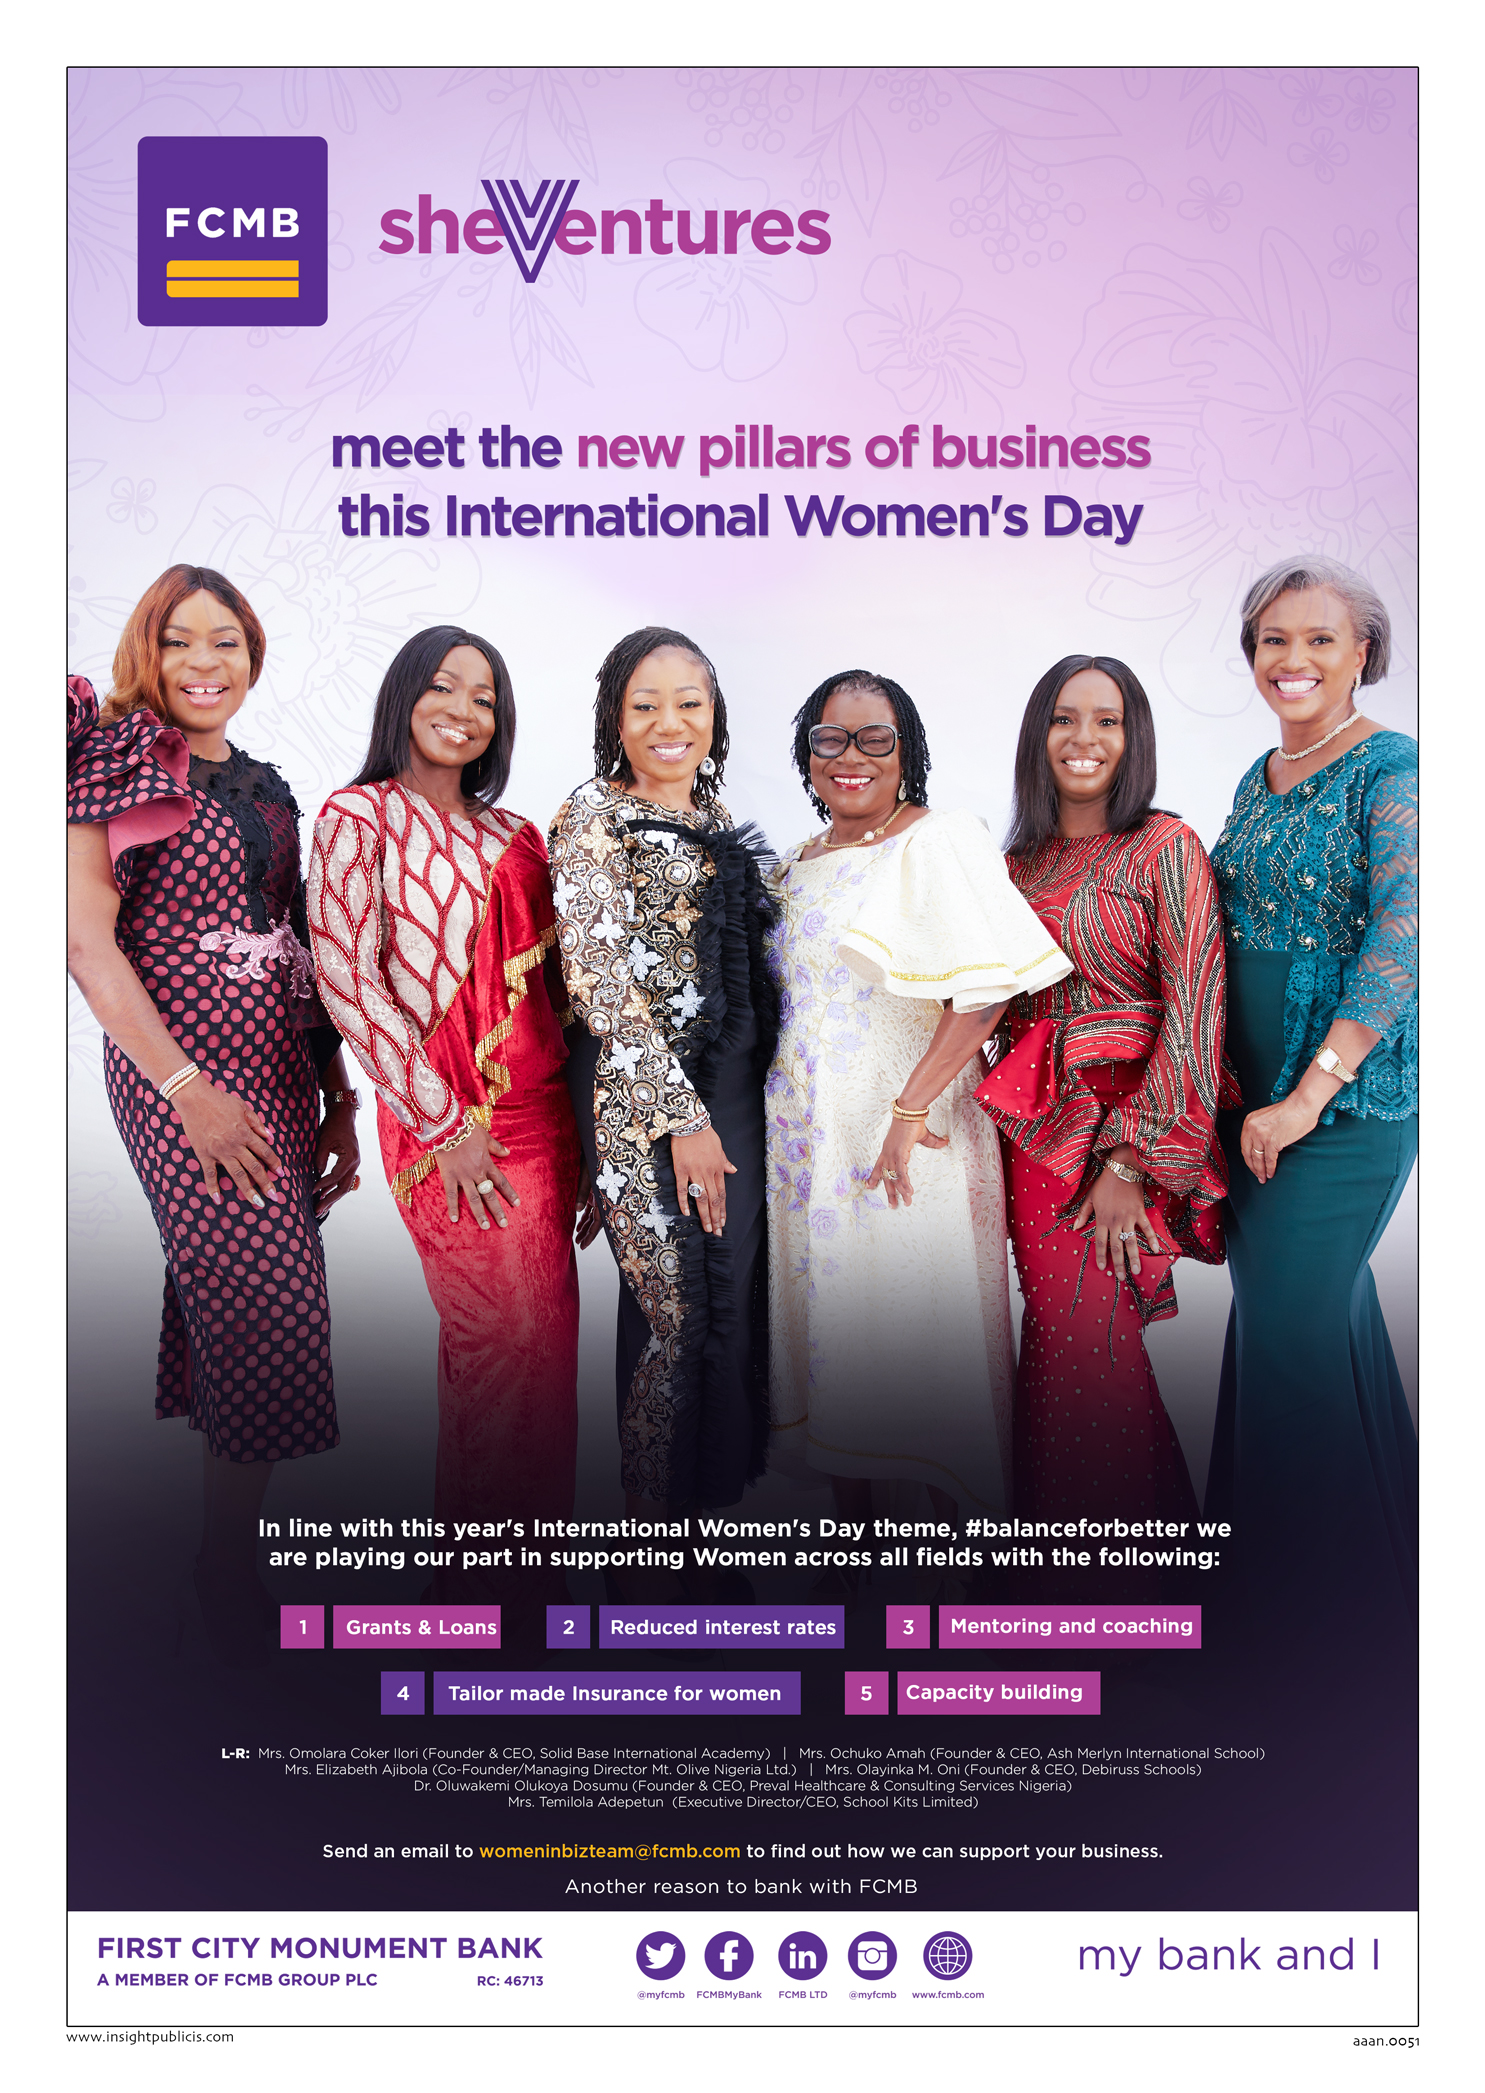 FCMB
sheVentures
meet the new pillars of business
this International Women's Day
In line with this year's International Women's Day theme, #balanceforbetter we
are playing our part in supporting Women across all fields with the following:
1 Grants & Loans 2 Reduced interest rates 3 Mentoring and coaching
4 Tailor made Insurance for women 5 Capacity building
L-R: Mrs. Omolara Coker Ilori (Founder & CEO, Solid Base International Academy) | Mrs. Ochuko Amah (Founder & CEO, Ash Merlyn International School)
Mrs. Elizabeth Ajibola (Co-Founder/Managing Director Mt. Olive Nigeria Ltd.) | Mrs. Olayinka M. Oni (Founder & CEO, Debiruss Schools)
Dr. Oluwakemi Olukoya Dosumu (Founder & CEO, Preval Healthcare & Consulting Services Nigeria)
Mrs. Temilola Adepetun (Executive Director/CEO, School Kits Limited)
Send an email to womeninbizteam@fcmb.com to find out how we can support your business.
Another reason to bank with FCMB
FIRST CITY MONUMENT BANK
A MEMBER OF FCMB GROUP PLC RC: 46713
@myfcmb FCMBMyBank FCMB LTD @myfcmb www.fcmb.com
my bank and I
www.insightpublicis.com
aaan.0051